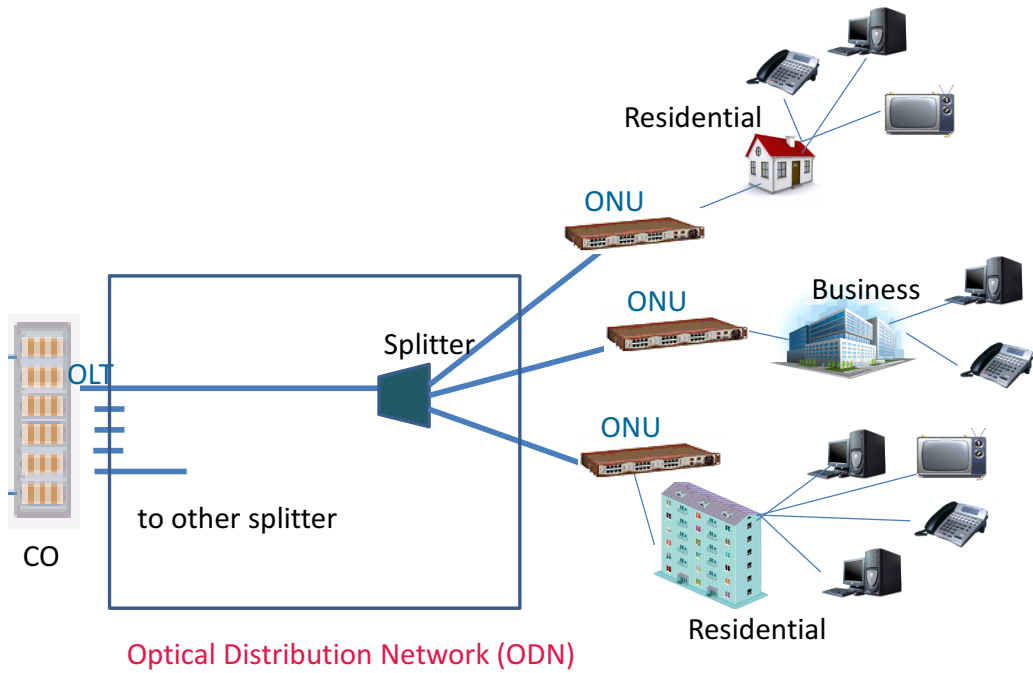 Residential
ONU
ONU
Business
Splitter
OLT
ONU
to other splitter
CO
Residential
Optical Distribution Network (ODN)